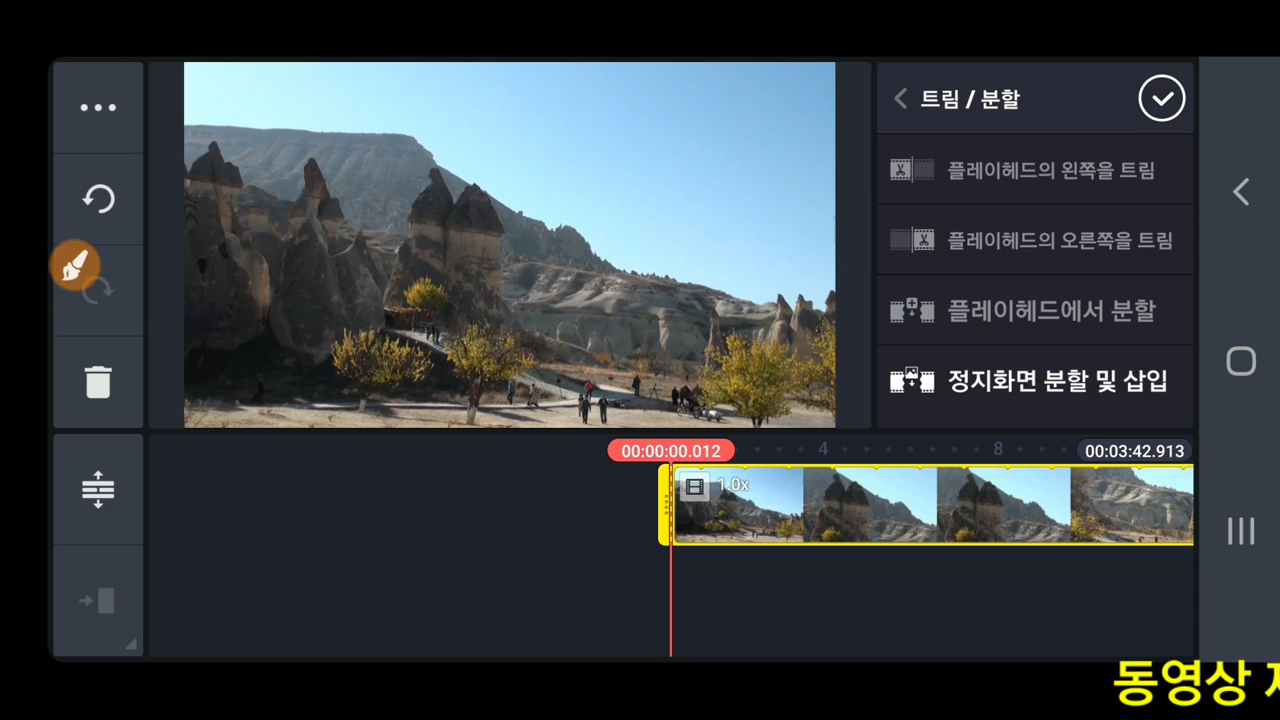 트림 / 분할
플레이헤드의 왼쪽을 트림
플레이헤드의 오른쪽을 트림
플레이헤드에서 분할
정지화면 분할 및 삽입
00:00:00.012
4
8
00:03:42.913
1.0x
동영상